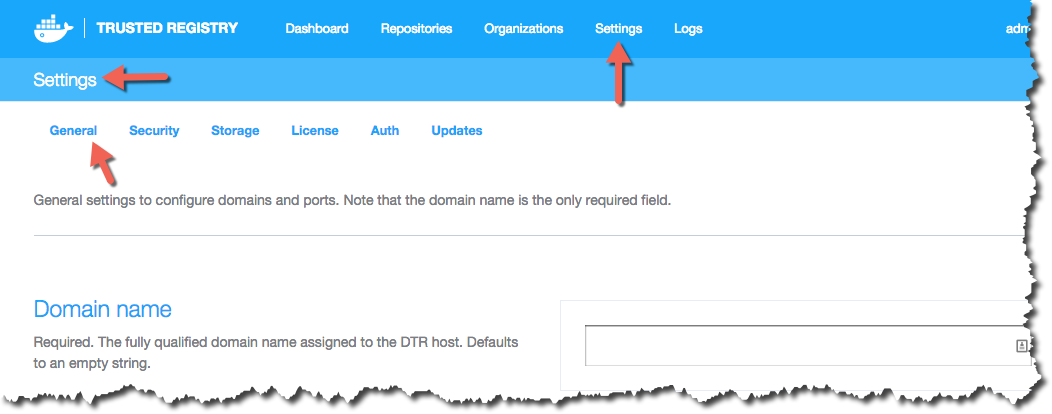 TRUSTED REGISTRY Dashboard Repositories Organizations Settings Logs
Settings
General Security Storage License Auth Updates
General settings to configure domains and ports. Note that the domain name is the only required field.
Domain name
Required. The fully qualified domain name assigned to the DTR host. Defaults
to an empty string.